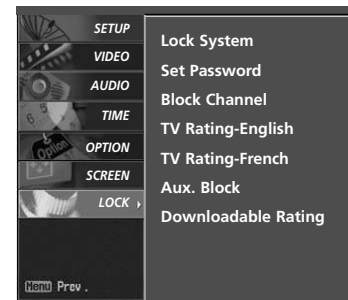 SETUP
VIDEO
AUDIO
TIME
OPTION
SCREEN
LOCK
Menu Prev.
Lock System
Set Password
Block Channel
TV Rating-English
TV Rating-French
Aux. Block
Downloadable Rating
Option